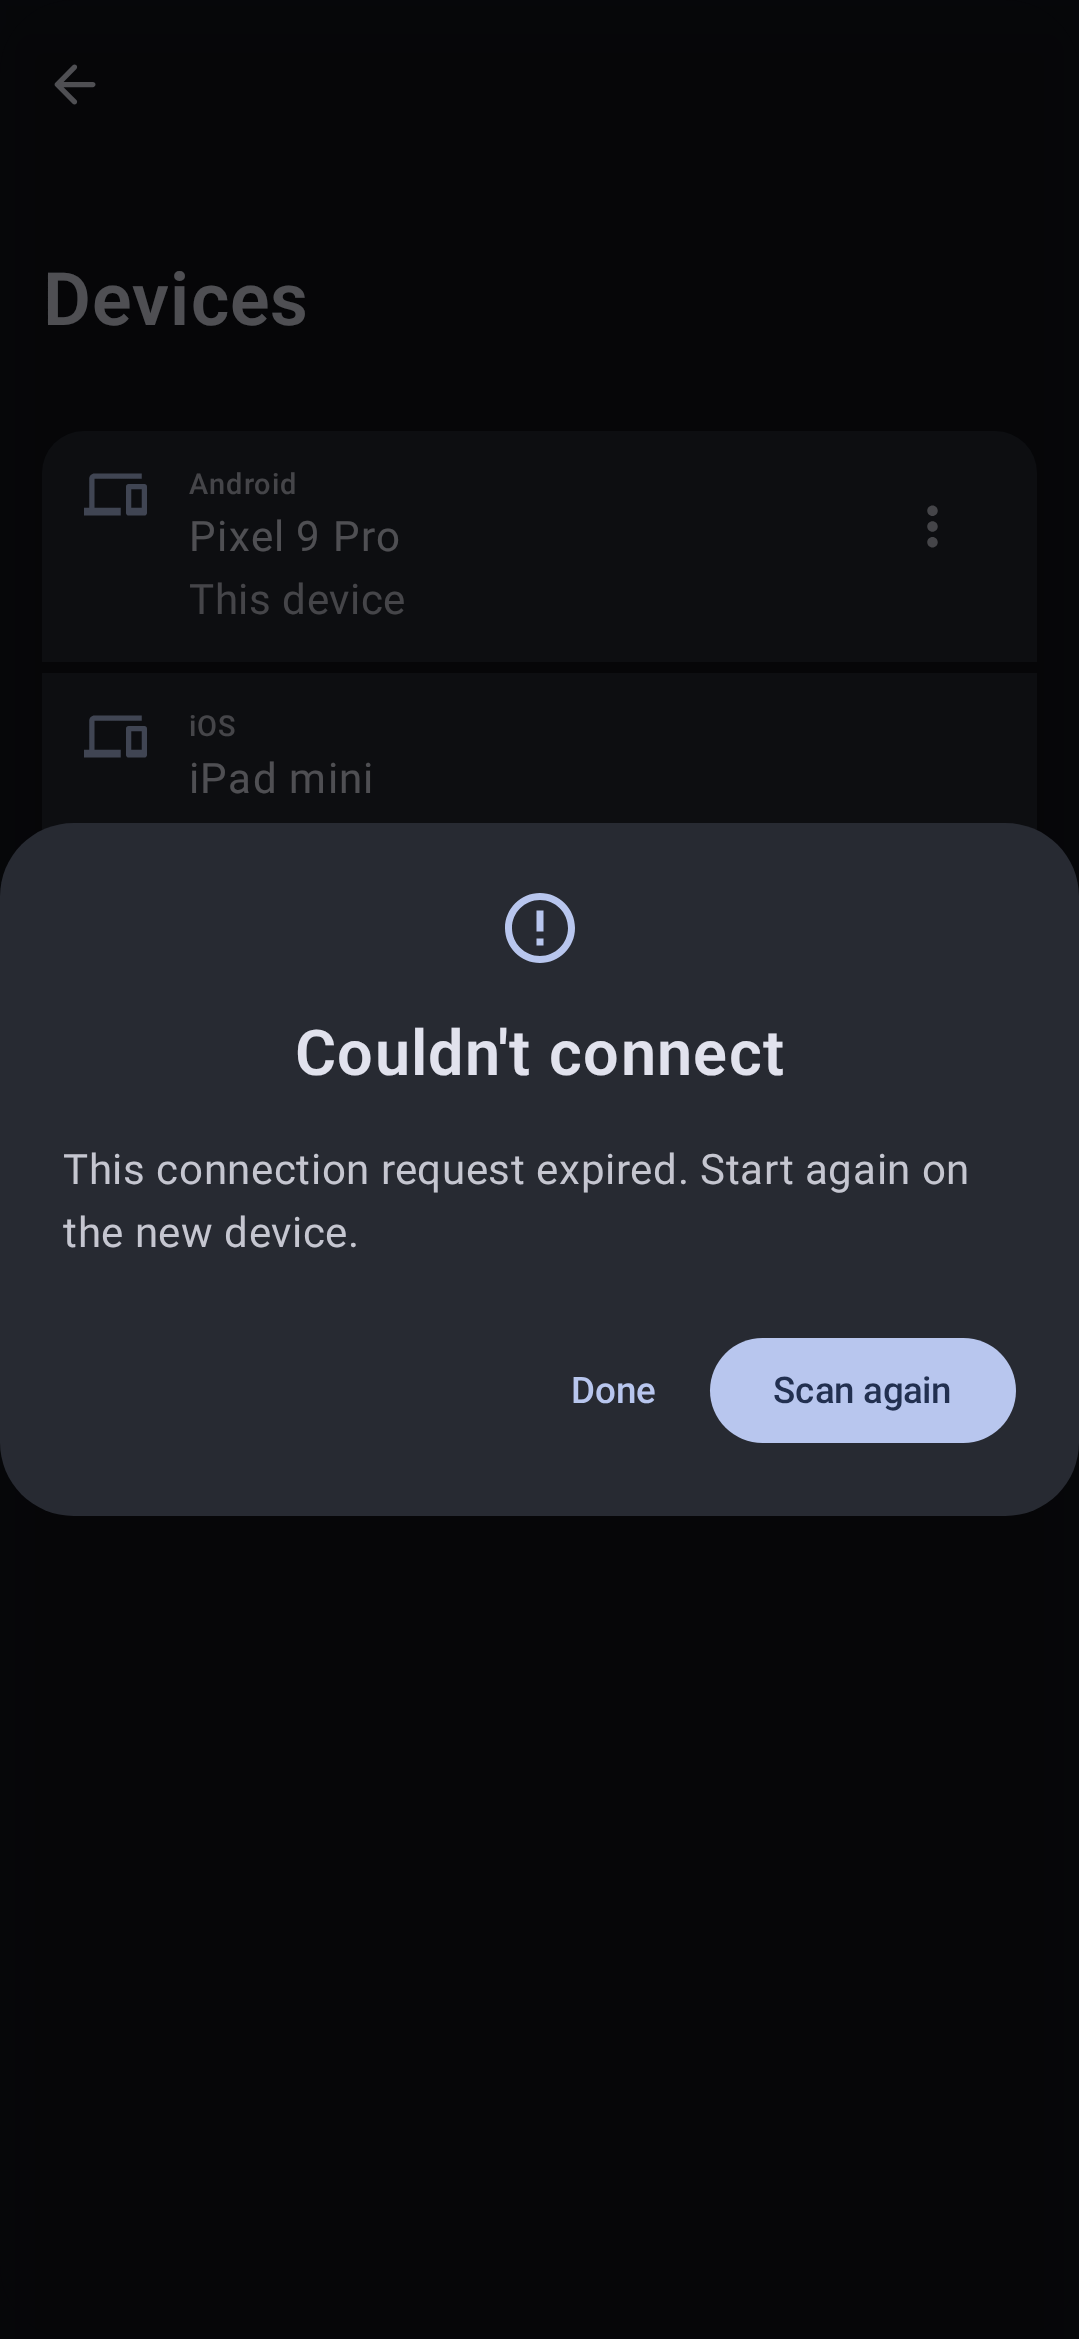 Devices
Android
Pixel 9 Pro
This device
iOS
iPad mini
Couldn't connect
This connection request expired. Start again on
the new device.
Done
Scan again